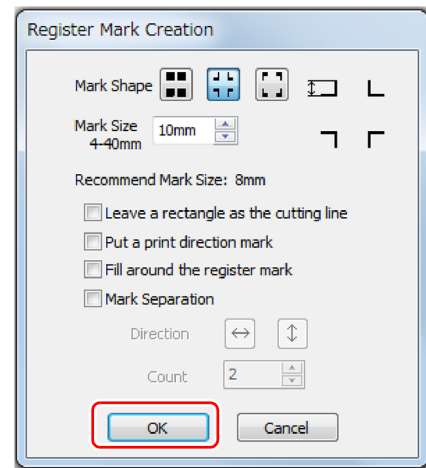 Register Mark Creation
Mark Shape
Mark Size
4-40mm
10mm
Recommend Mark Size: 8mm
Leave a rectangle as the cutting line
Put a print direction mark
Fill around the register mark
Mark Separation
Direction
Count
2
OK
Cancel